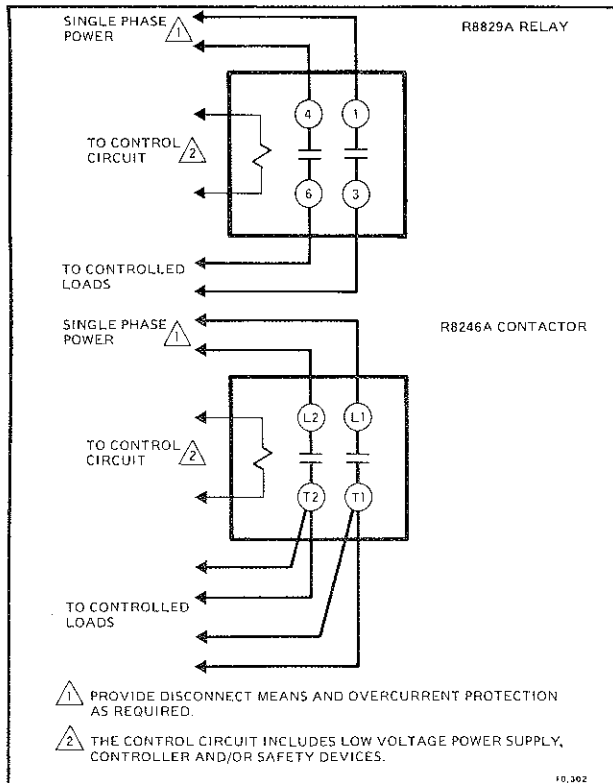 SINGLE PHASE
POWER
1
R8829A RELAY
4
1
TO CONTROL
CIRCUIT
2
6
3
TO CONTROLLED
LOADS
SINGLE PHASE
POWER
1
R8246A CONTACTOR
L2
L1
TO CONTROL
CIRCUIT
2
T2
T1
TO CONTROLLED
LOADS
1 PROVIDE DISCONNECT MEANS AND OVERCURRENT PROTECTION
AS REQUIRED.
2 THE CONTROL CIRCUIT INCLUDES LOW VOLTAGE POWER SUPPLY,
CONTROLLER AND/OR SAFETY DEVICES.